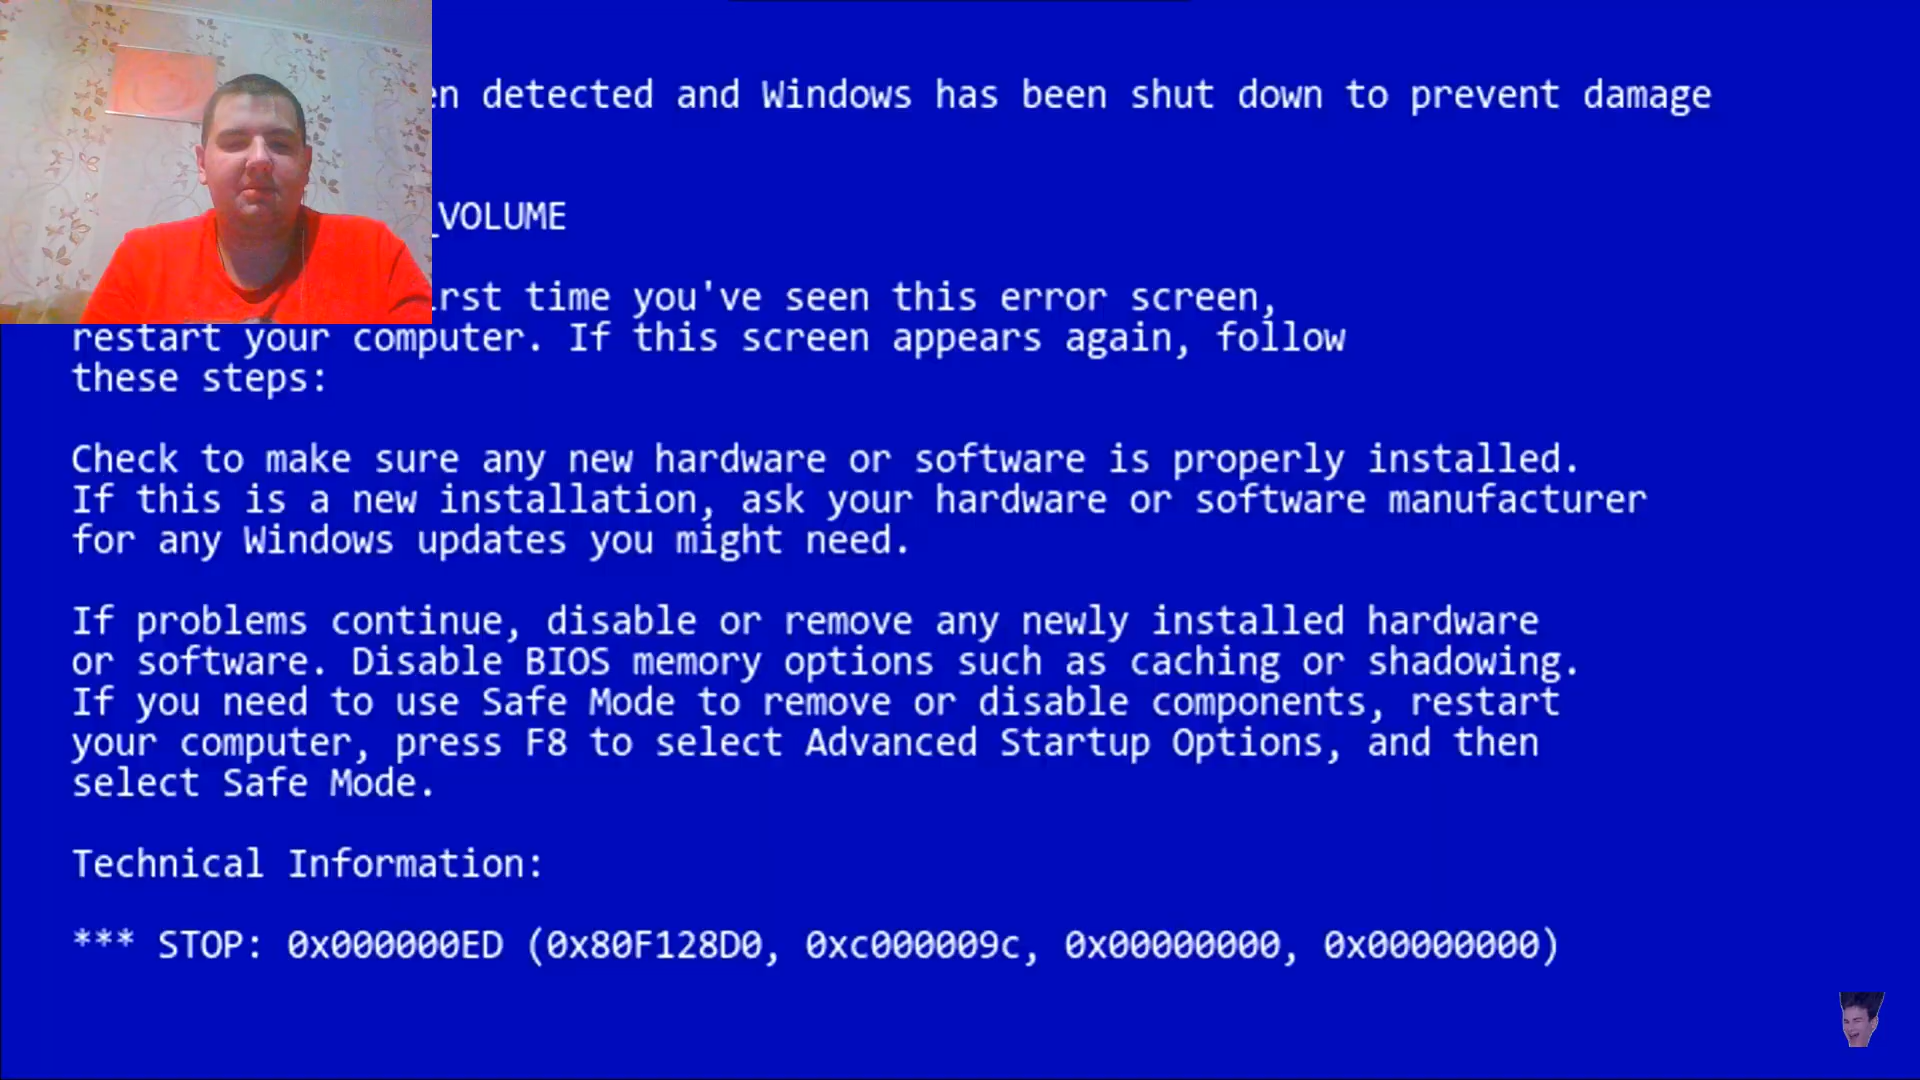 en detected and Windows has been shut down to prevent damage
_VOLUME
rst time you've seen this error screen,
restart your computer. If this screen appears again, follow
these steps:
Check to make sure any new hardware or software is properly installed.
If this is a new installation, ask your hardware or software manufacturer
for any Windows updates you might need.
If problems continue, disable or remove any newly installed hardware
or software. Disable BIOS memory options such as caching or shadowing.
If you need to use Safe Mode to remove or disable components, restart
your computer, press F8 to select Advanced Startup Options, and then
select Safe Mode.
Technical Information:
*** STOP: 0x000000ED (0x80F128D0, 0xc000009c, 0x00000000, 0x00000000)